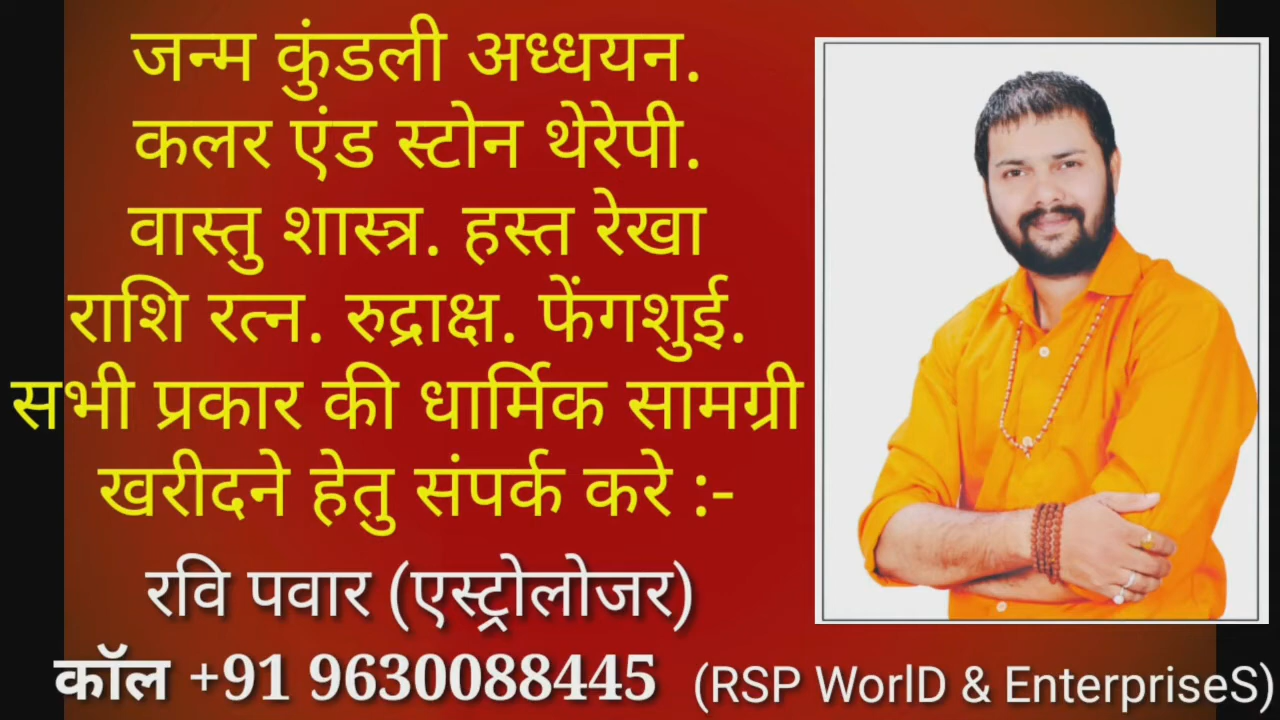 जन्म कुंडली अध्धयन.
कलर एंड स्टोन थेरेपी.
वास्तु शास्त्र. हस्त रेखा
राशि रत्न. रुद्राक्ष. फेंगशुई.
सभी प्रकार की धार्मिक सामग्री
खरीदने हेतु संपर्क करे :-
रवि पवार (एस्ट्रोलोजर)
कॉल +91 9630088445 (RSP WorlD & EnterpriseS)